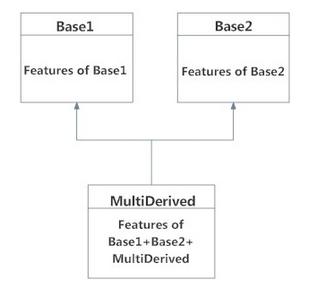 Base1
Features of Base1
Base2
Features of Base2
MultiDerived
Features of
Base1+Base2+
MultiDerived